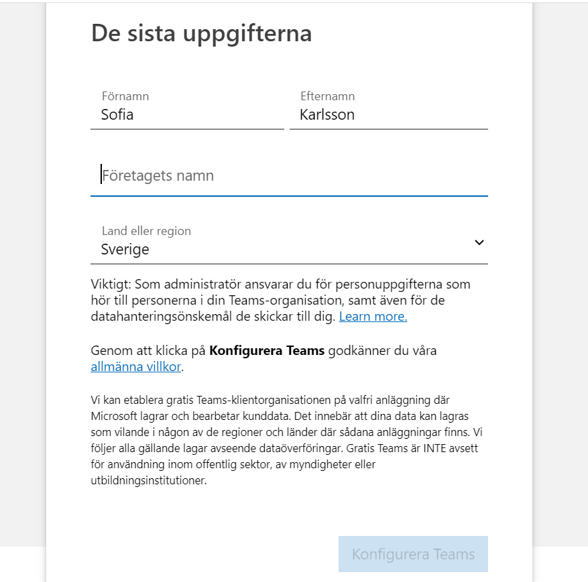 De sista uppgifterna
Förnamn
Efternamn
Sofia
Karlsson
Företagets namn
Land eller region
Sverige
Viktigt: Som administratör ansvarar du för personuppgifterna som
hör till personerna i din Teams-organisation, samt även för de
datahanteringsönskemål de skickar till dig. Learn more.
Genom att klicka på Konfigurera Teams godkänner du våra
allmänna villkor.
Vi kan etablera gratis Teams-klientorganisationen på valfri anläggning där
Microsoft lagrar och bearbetar kunddata. Det innebär att dina data kan lagras
som vilande i någon av de regioner och länder där sådana anläggningar finns. Vi
följer alla gällande lagar avseende dataöverföringar. Gratis Teams är INTE avsett
för användning inom offentlig sektor, av myndigheter eller
utbildningsinstitutioner.
Konfigurera Teams